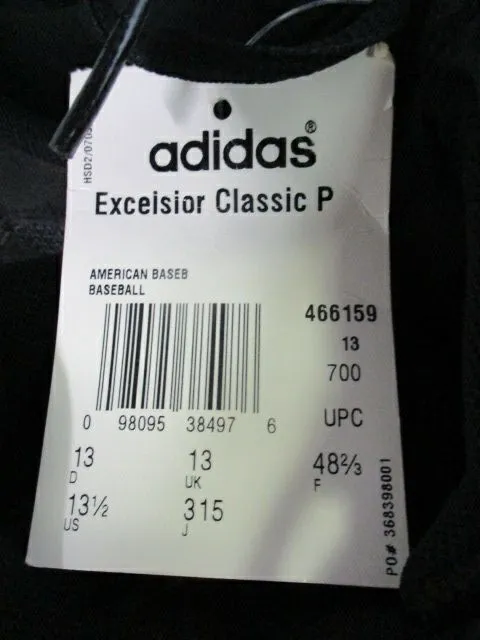 adidas®
Excelsior Classic P
AMERICAN BASEB
BASEBALL
466159
13
700
0 98095 38497 6
UPC
13
D
13
UK
48⅔
F
13½
US
315
J
PO# 368398001